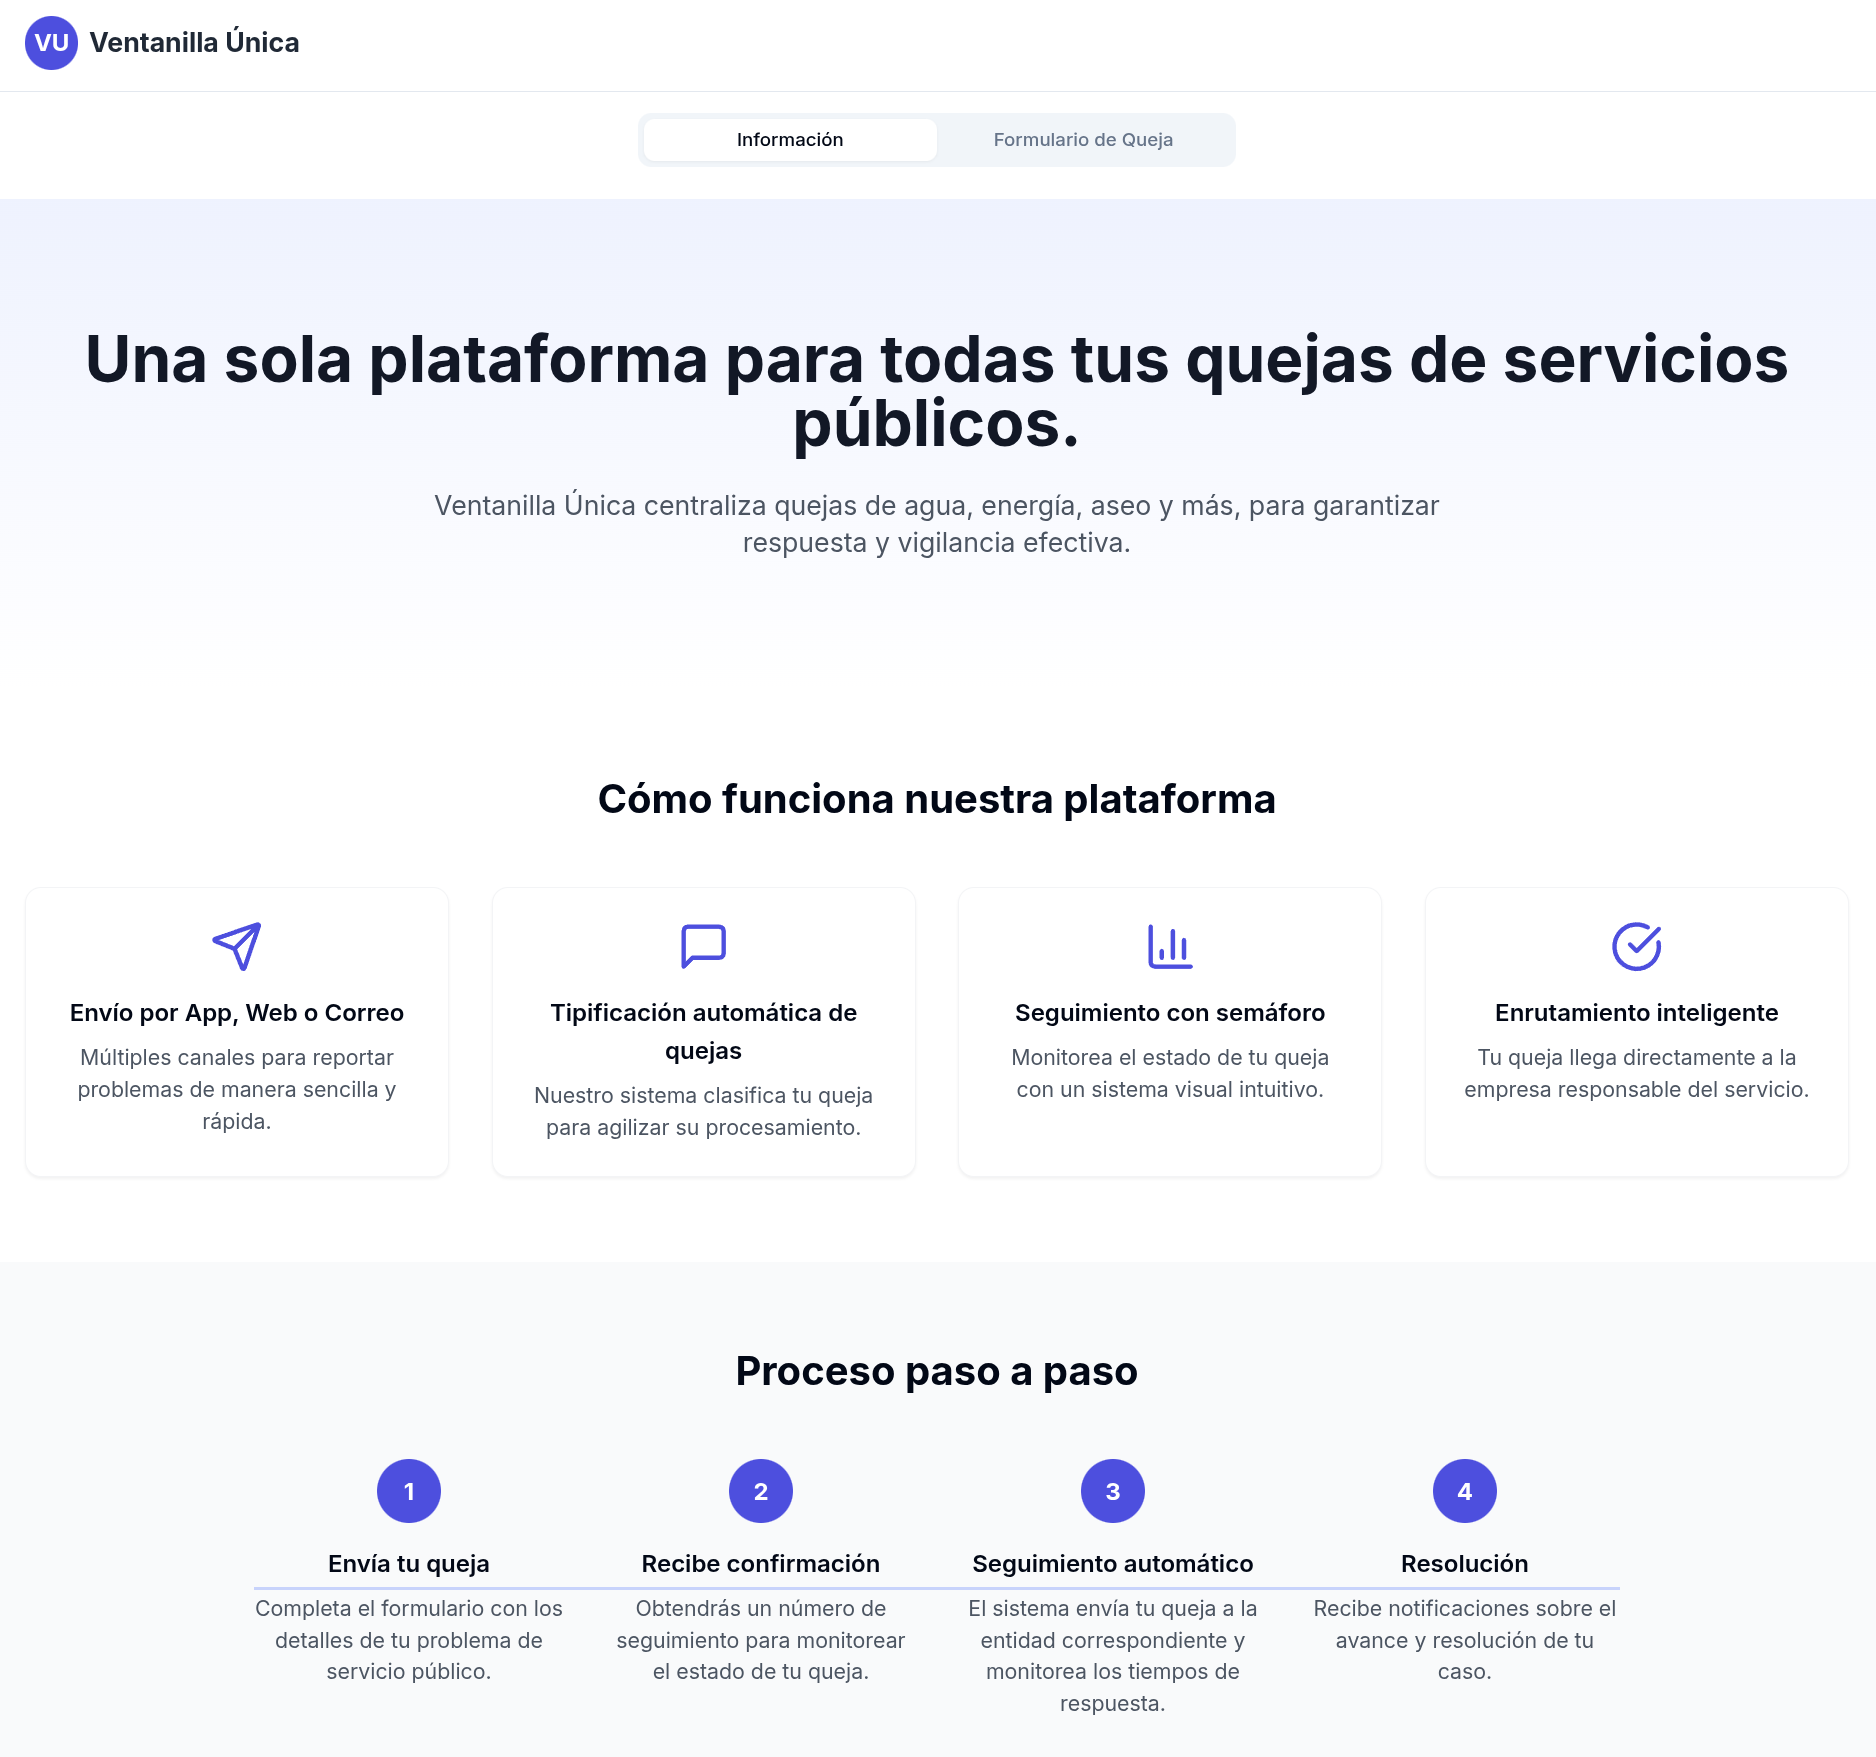 VU Ventanilla Única
Información
Formulario de Queja
Una sola plataforma para todas tus quejas de servicios
públicos.
Ventanilla Única centraliza quejas de agua, energía, aseo y más, para garantizar
respuesta y vigilancia efectiva.
Cómo funciona nuestra plataforma
Envío por App, Web o Correo
Múltiples canales para reportar
problemas de manera sencilla y
rápida.
Tipificación automática de
quejas
Nuestro sistema clasifica tu queja
para agilizar su procesamiento.
Seguimiento con semáforo
Monitorea el estado de tu queja
con un sistema visual intuitivo.
Enrutamiento inteligente
Tu queja llega directamente a la
empresa responsable del servicio.
Proceso paso a paso
1
Envía tu queja
Completa el formulario con los
detalles de tu problema de
servicio público.
2
Recibe confirmación
Obtendrás un número de
seguimiento para monitorear
el estado de tu queja.
3
Seguimiento automático
El sistema envía tu queja a la
entidad correspondiente y
monitorea los tiempos de
respuesta.
4
Resolución
Recibe notificaciones sobre el
avance y resolución de tu
caso.